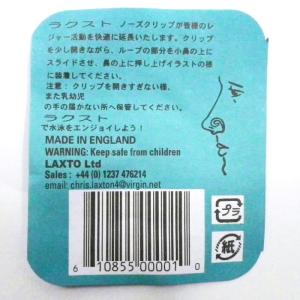 ラクスト ノーズクリップが皆様のレ
ジャー活動を快適に延長いたします。クリップ
を少し開きながら、ループの部分を小鼻の上に
スライドさせ、鼻の上に押し上げイラストの様
に装着してください。
注意：クリップを開きすぎない様、
また乳幼児
の手の届かない所へ保管してください。
ラクスト
で水泳をエンジョイしよう！
MADE IN ENGLAND
WARNING: Keep safe from children
LAXTO Ltd
Sales : +44 (0) 1237 476214
email: chris.laxton4@virgin.net
6 10855 00001 0
プラ
紙